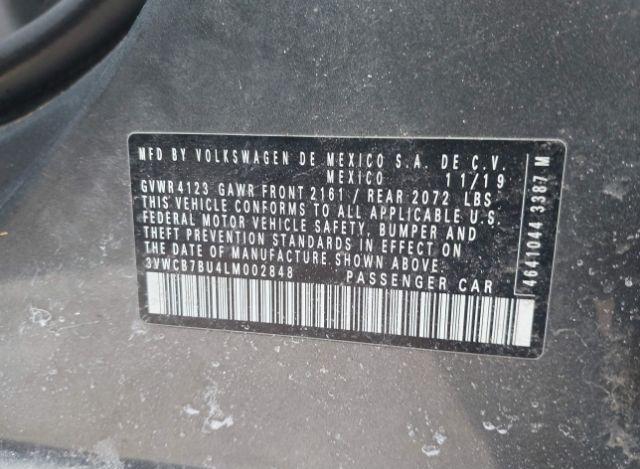 MFD BY VOLKSWAGEN DE MEXICO S.A. DE C.V.
MEXICO 11/19
GVWR 4123 GAWR FRONT 2161 / REAR 2072 LBS
THIS VEHICLE CONFORMS TO ALL APPLICABLE U.S.
FEDERAL MOTOR VEHICLE SAFETY, BUMPER AND
THEFT PREVENTION STANDARDS IN EFFECT ON
THE DATE OF MANUFACTURE SHOWN ABOVE.
3VWCB7BU4LM002848 PASSENGER CAR
4641044 3387 M